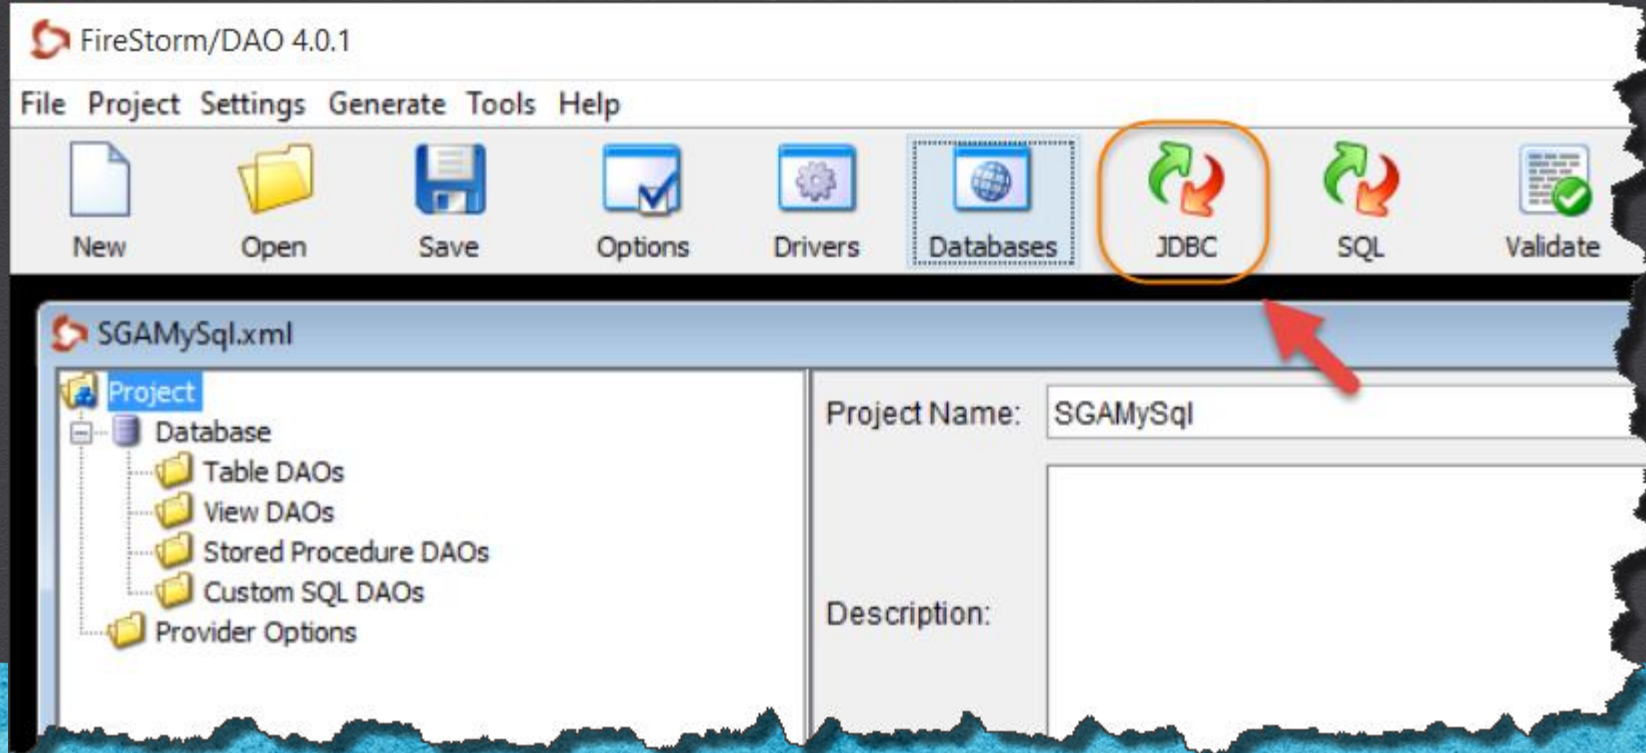 FireStorm/DAO 4.0.1
File Project Settings Generate Tools Help
New Open Save Options Drivers Databases JDBC SQL Validate
SGAMySql.xml
Project
Database
Table DAOs
View DAOs
Stored Procedure DAOs
Custom SQL DAOs
Provider Options
Project Name: SGAMySql
Description: